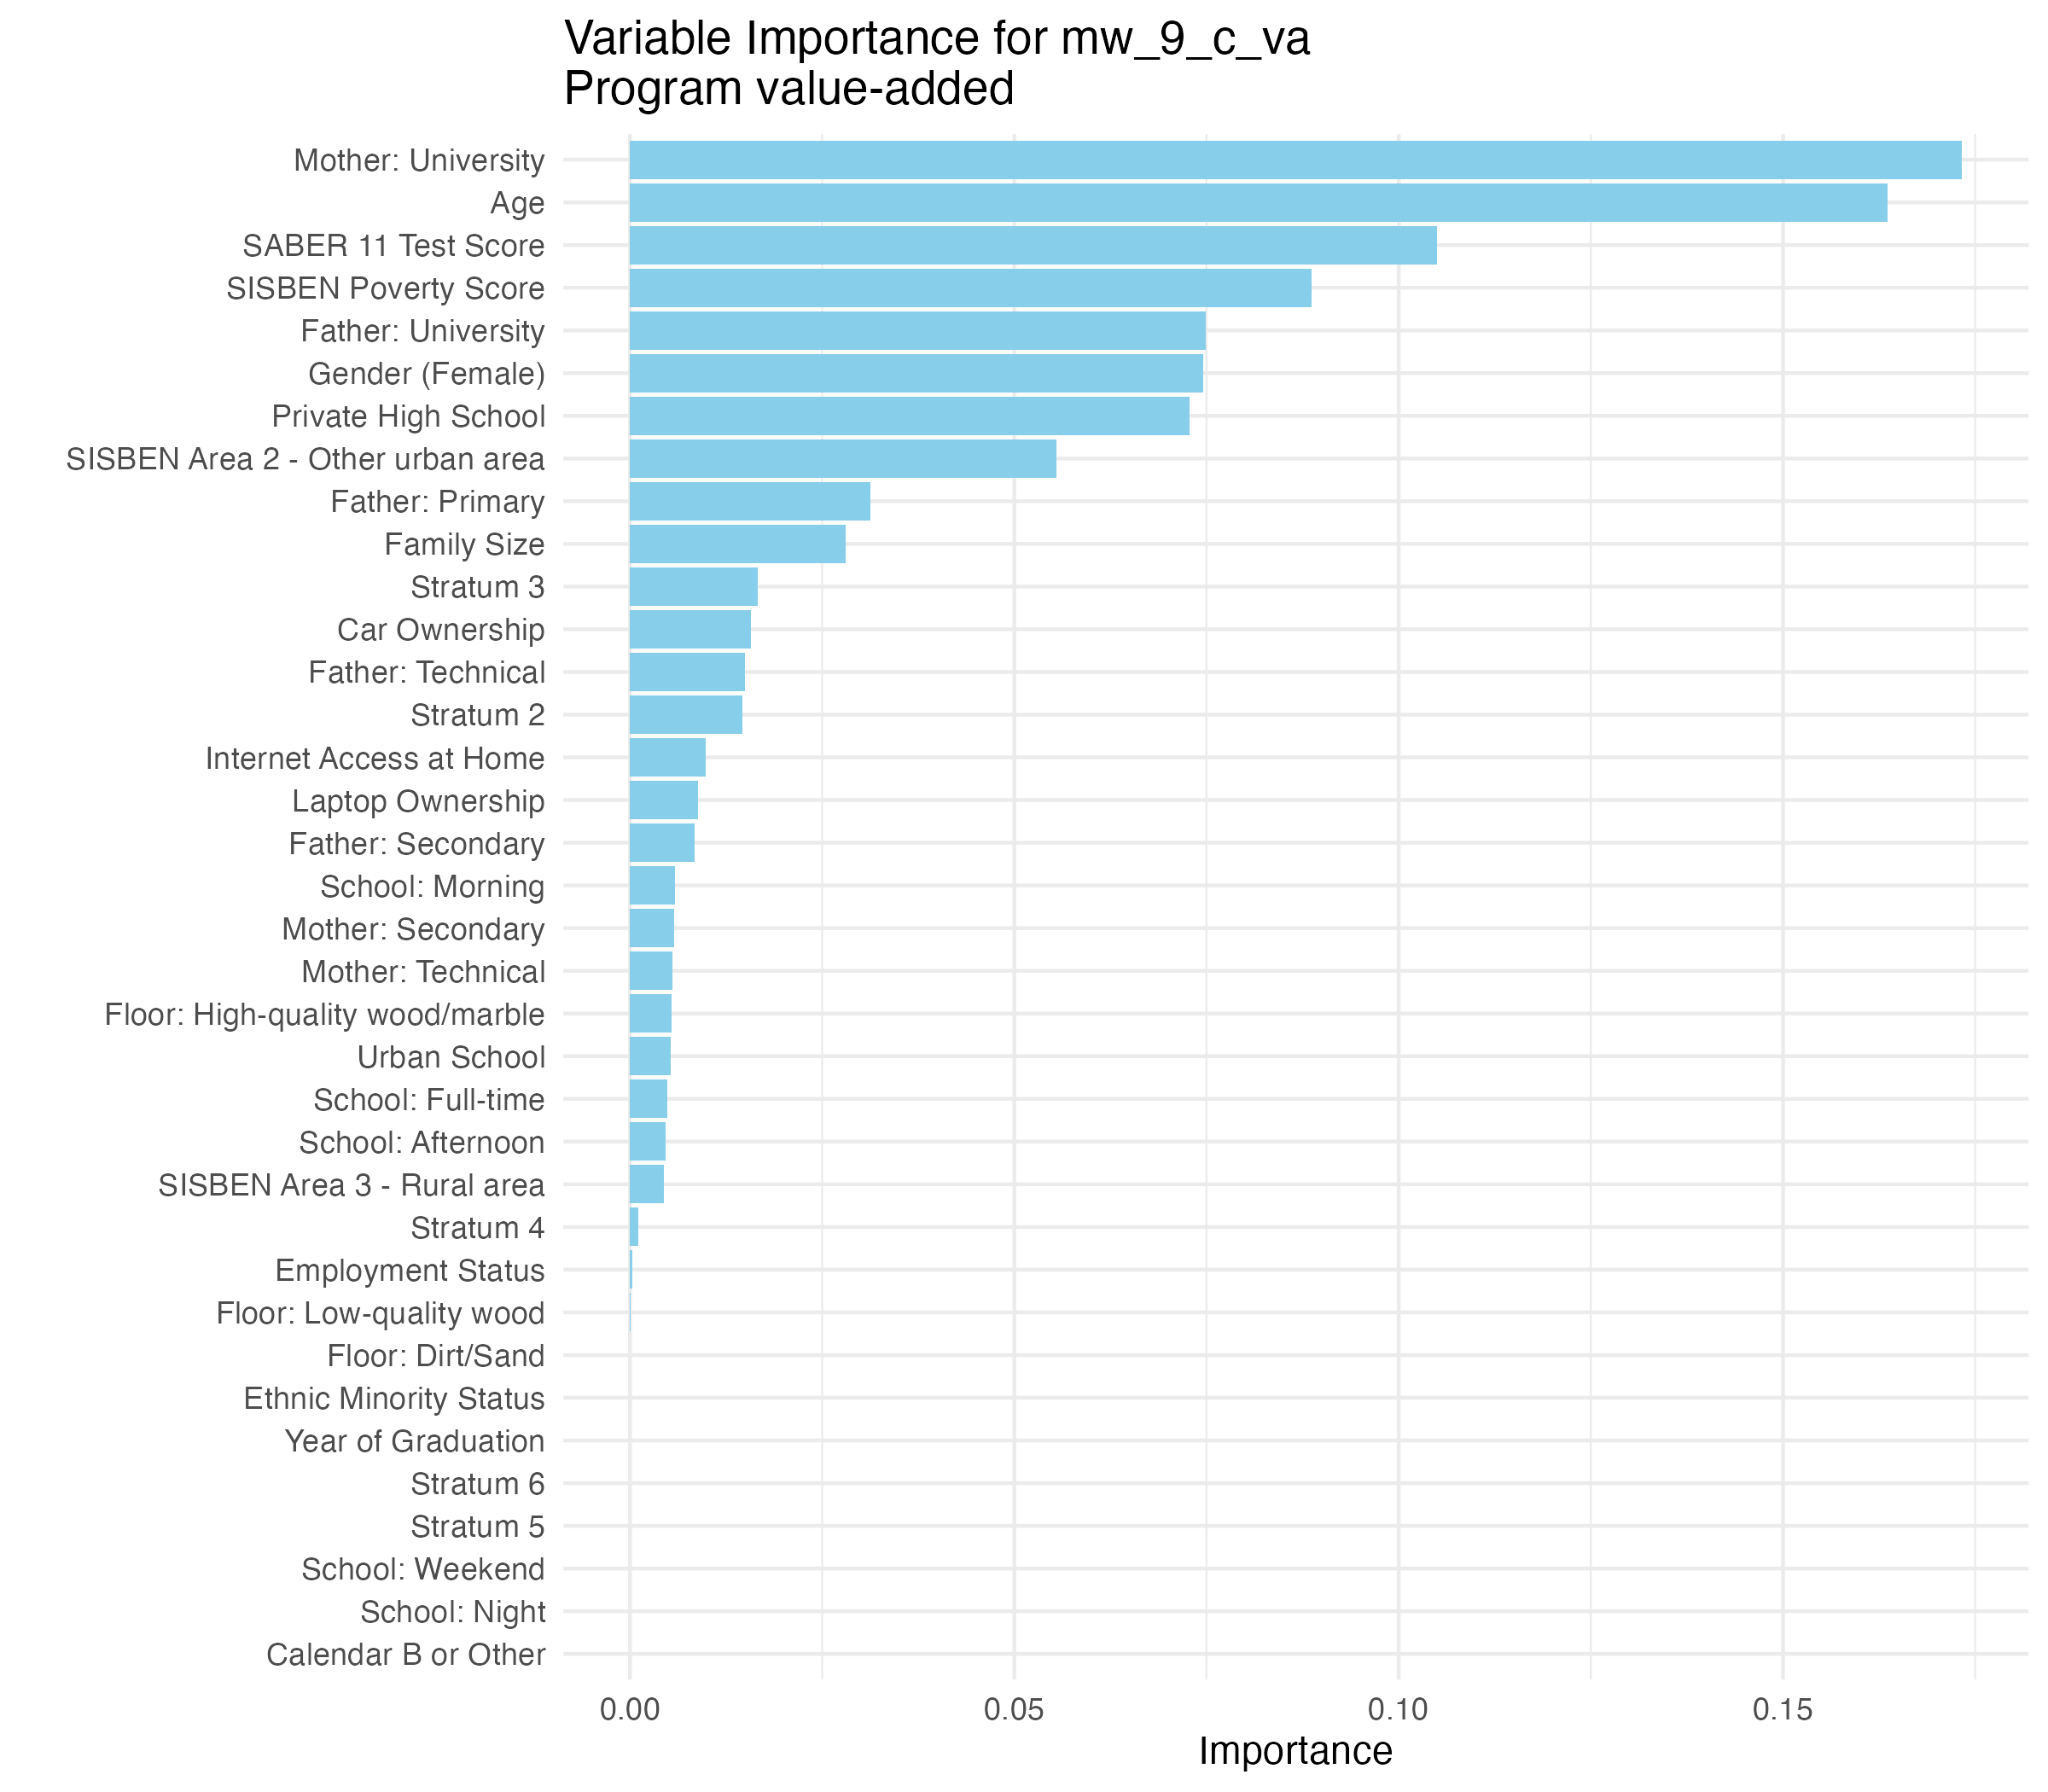 Variable Importance for mw_9_c_va
Program value-added
Mother: University
Age
SABER 11 Test Score
SISBEN Poverty Score
Father: University
Gender (Female)
Private High School
SISBEN Area 2 - Other urban area
Father: Primary
Family Size
Stratum 3
Car Ownership
Father: Technical
Stratum 2
Internet Access at Home
Laptop Ownership
Father: Secondary
School: Morning
Mother: Secondary
Mother: Technical
Floor: High-quality wood/marble
Urban School
School: Full-time
School: Afternoon
SISBEN Area 3 - Rural area
Stratum 4
Employment Status
Floor: Low-quality wood
Floor: Dirt/Sand
Ethnic Minority Status
Year of Graduation
Stratum 6
Stratum 5
School: Weekend
School: Night
Calendar B or Other
0.00 0.05 0.10 0.15
Importance